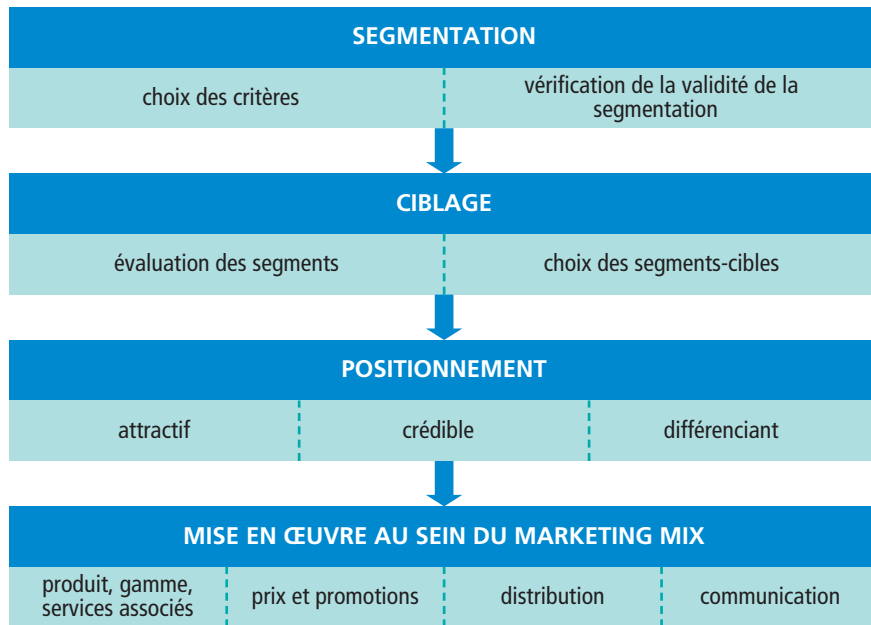 SEGMENTATION
choix des critères
vérification de la validité de la
segmentation
CIBLAGE
évaluation des segments
choix des segments-cibles
POSITIONNEMENT
attractif
crédible
différenciant
MISE EN ŒUVRE AU SEIN DU MARKETING MIX
produit, gamme,
services associés
prix et promotions
distribution
communication